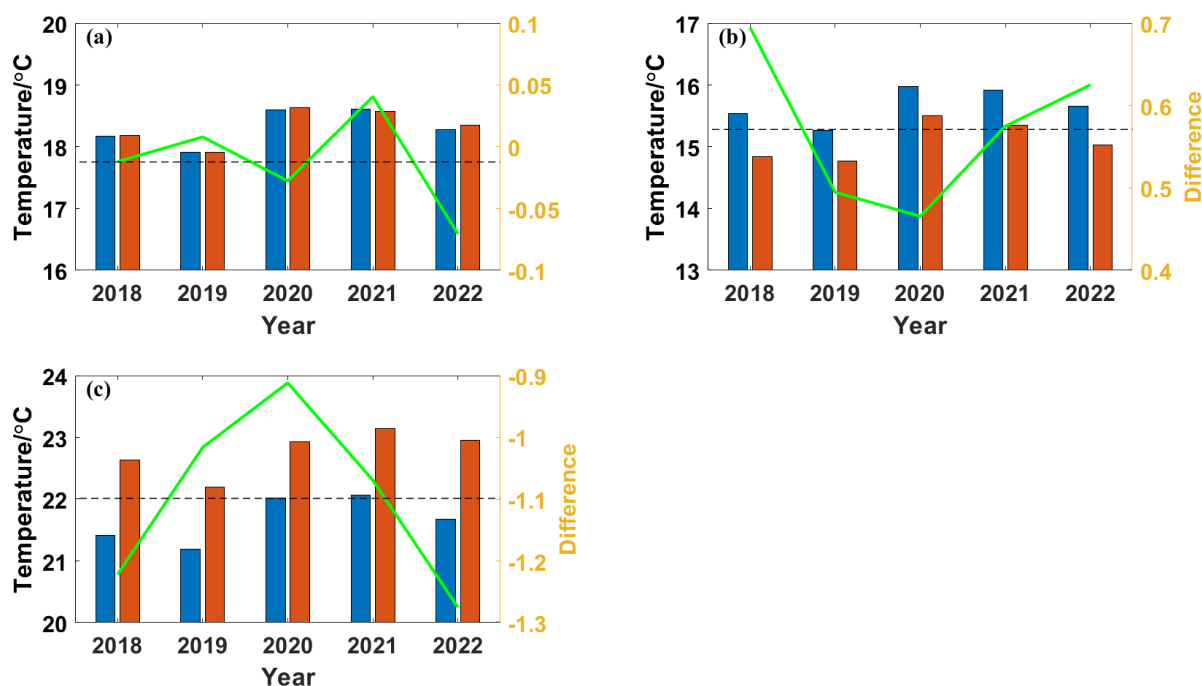 (a)
Temperature/°C
20
19
18
17
16
0.1
0.05
0
-0.05
-0.1
2018 2019 2020 2021 2022
Year
(b)
Temperature/°C
17
16
15
14
13
0.7
0.6
0.5
0.4
Difference
2018 2019 2020 2021 2022
Year
(c)
Temperature/°C
24
23
22
21
20
-0.9
-1
-1.1
-1.2
-1.3
Difference
2018 2019 2020 2021 2022
Year